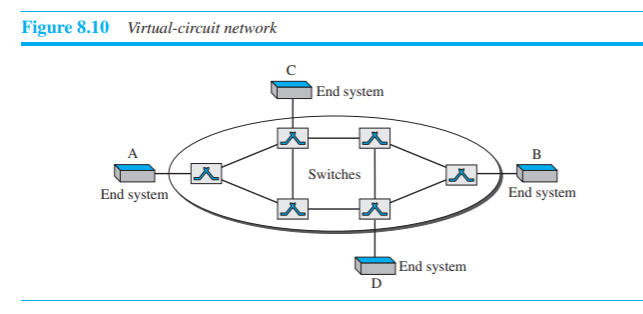 Figure 8.10 Virtual-circuit network
C
End system
A
B
Switches
End system
End system
End system
D